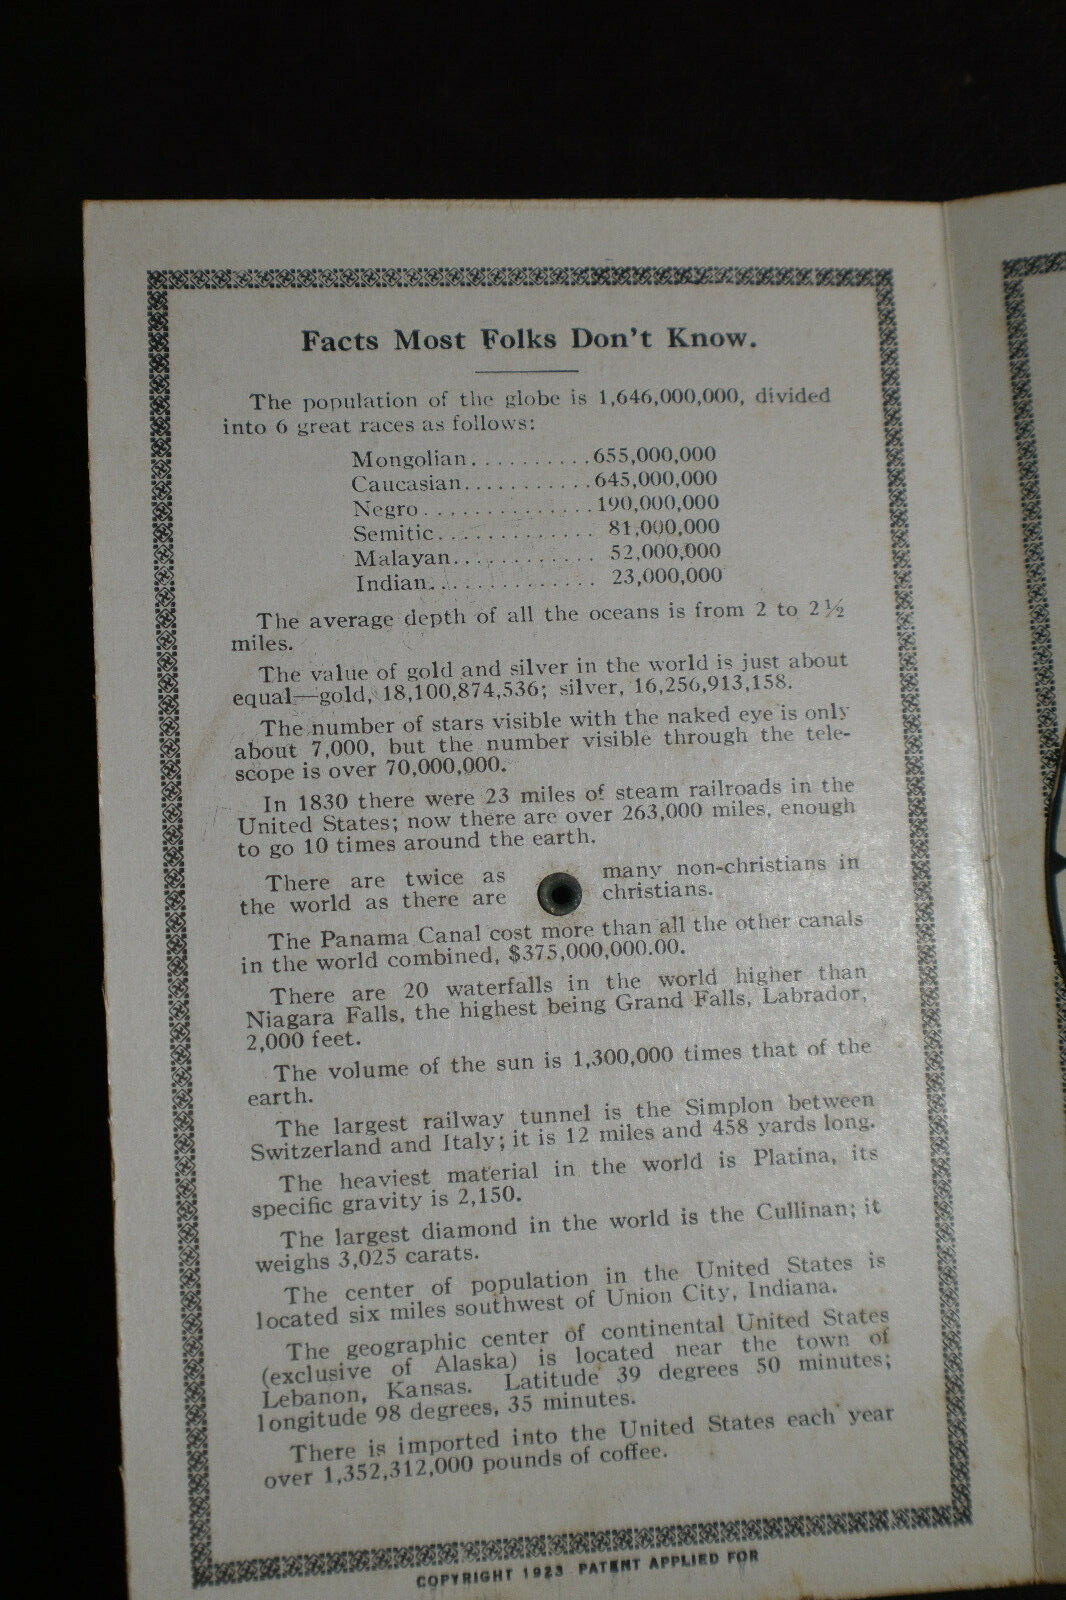 Facts Most Folks Don't Know.
The population of the globe is 1,646,000,000, divided
into 6 great races as follows:
Mongolian..........655,000,000
Caucasian...........645,000,000
Negro..............190,000,000
Semitic............. 81,000,000
Malayan............ 52,000,000
Indian.............. 23,000,000
The average depth of all the oceans is from 2 to 2½
miles.
The value of gold and silver in the world is just about
equal—gold, 18,100,874,536; silver, 16,256,913,158.
The number of stars visible with the naked eye is only
about 7,000, but the number visible through the tele-
scope is over 70,000,000.
In 1830 there were 23 miles of steam railroads in the
United States; now there are over 263,000 miles, enough
to go 10 times around the earth.
There are twice as many non-christians in
the world as there are christians.
The Panama Canal cost more than all the other canals
in the world combined, $375,000,000.00.
There are 20 waterfalls in the world higher than
Niagara Falls, the highest being Grand Falls, Labrador,
2,000 feet.
The volume of the sun is 1,300,000 times that of the
earth.
The largest railway tunnel is the Simplon between
Switzerland and Italy; it is 12 miles and 458 yards long.
The heaviest material in the world is Platina, its
specific gravity is 2,150.
The largest diamond in the world is the Cullinan; it
weighs 3,025 carats.
The center of population in the United States is
located six miles southwest of Union City, Indiana.
The geographic center of continental United States
(exclusive of Alaska) is located near the town of
Lebanon, Kansas. Latitude 39 degrees 50 minutes;
longitude 98 degrees, 35 minutes.
There is imported into the United States each year
over 1,352,312,000 pounds of coffee.
COPYRIGHT 1923 PATENT APPLIED FOR